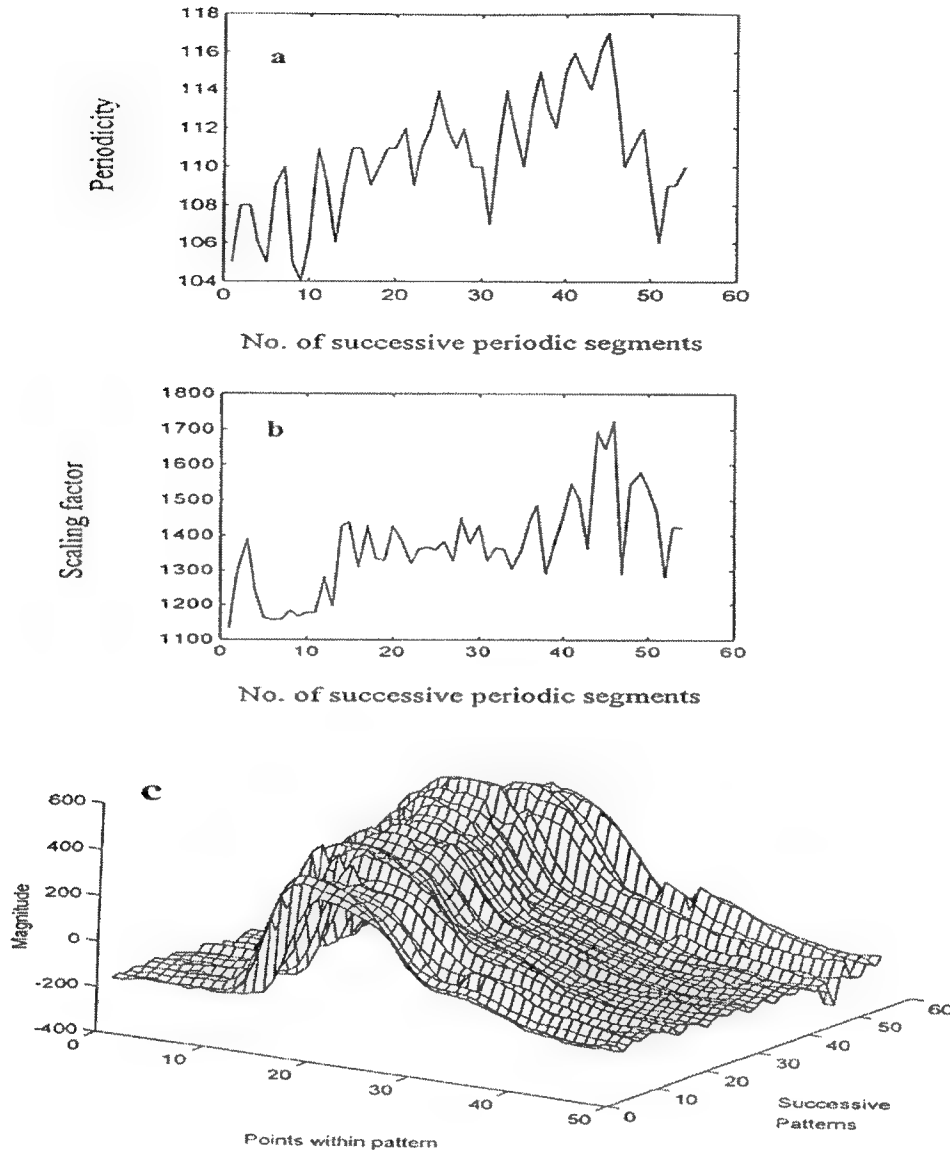 118
a
116
114
112
110
108
106
104
Periodicity
0 10 20 30 40 50 60
No. of successive periodic segments
1800
b
1700
1600
1500
1400
1300
1200
1100
Scaling factor
0 10 20 30 40 50 60
No. of successive periodic segments
c
600
400
200
0
-200
-400
Magnitude
0 10 20 30 40 50
Points within pattern
0 10 20 30 40 50 60
Successive
Patterns